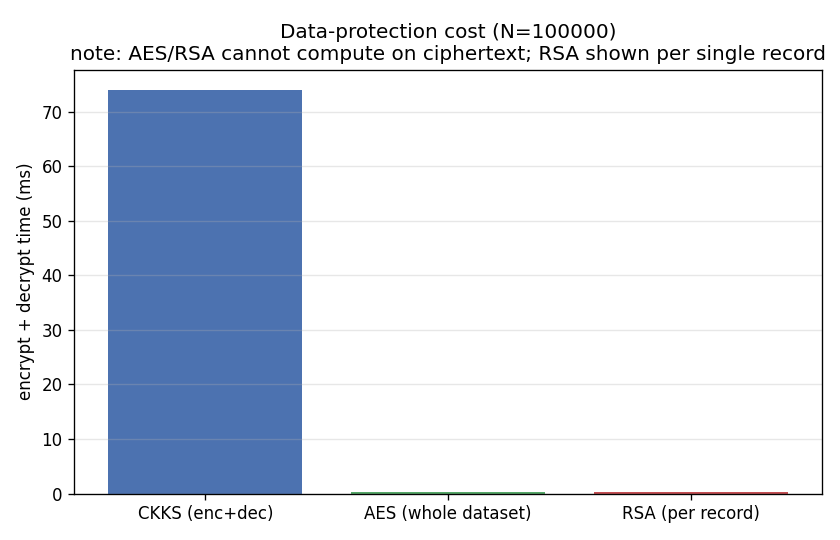 Data-protection cost (N=100000)
note: AES/RSA cannot compute on ciphertext; RSA shown per single record
encrypt + decrypt time (ms)
70
60
50
40
30
20
10
0
CKKS (enc+dec)
AES (whole dataset)
RSA (per record)